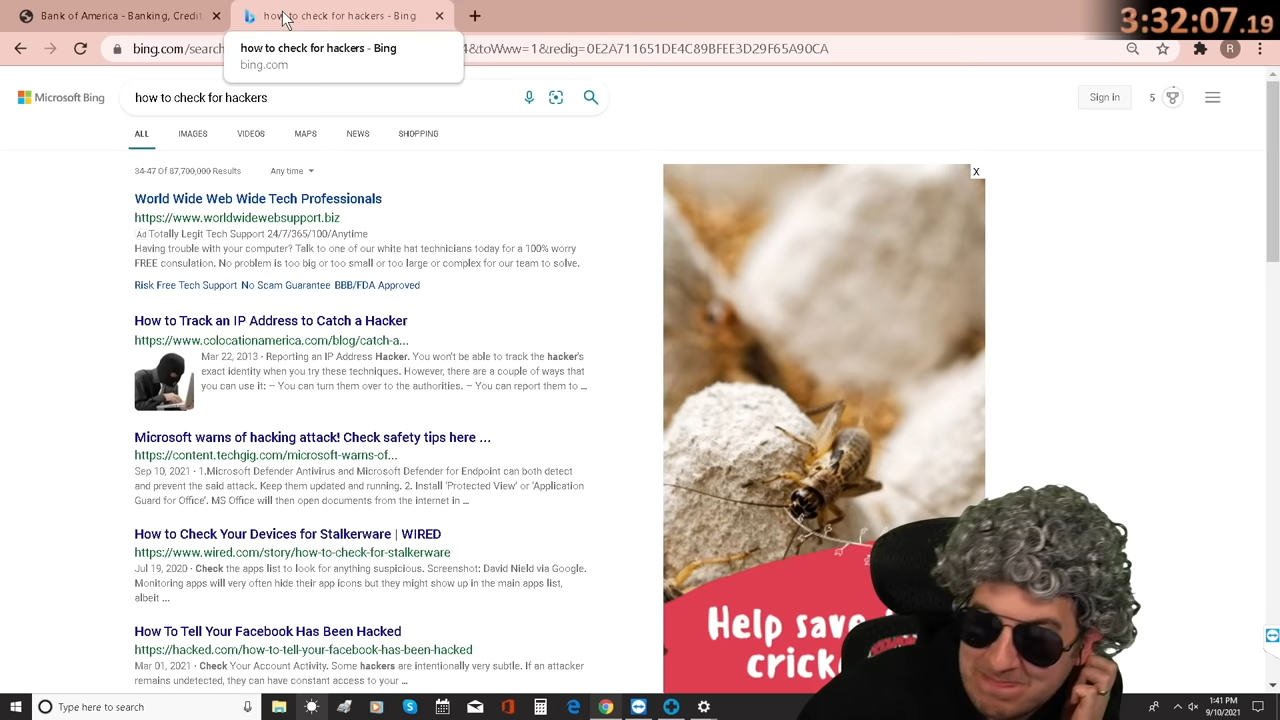 All - Bing
how to check for hackers - Bing
3:32:07.19
bing.com/search
4&toWww=1&redig=0E2A711651DE4C89BFEE3D29F65A90CA
R
how to check for hackers - Bing
bing.com
Microsoft Bing
how to check for hackers
Sign in
5
ALL
IMAGES
VIDEOS
MAPS
NEWS
SHOPPING
34-47 Of 87,700,000 Results
Any time
X
World Wide Web Wide Tech Professionals
https://www.worldwidewebsupport.biz
Ad Totally Legit Tech Support 24/7/365/100/Anytime
Having trouble with your computer? Talk to one of our white hat technicians today for a 100% worry
FREE consulation. No problem is too big or too small or too large or complex for our team to solve.
Risk Free Tech Support No Scam Guarantee BBB/FDA Approved
How to Track an IP Address to Catch a Hacker
https://www.colocationamerica.com/blog/catch-a...
Mar 22, 2013 · Reporting an IP Address Hacker. You won't be able to track the hacker's
exact identity when you try these techniques. However, there are a couple of ways that
you can use it: – You can turn them over to the authorities. – You can report them to ...
Microsoft warns of hacking attack! Check safety tips here ...
https://content.techgig.com/microsoft-warns-of...
Sep 10, 2021 · 1.Microsoft Defender Antivirus and Microsoft Defender for Endpoint can both detect
and prevent the said attack. Keep them updated and running. 2. Install 'Protected View' or 'Application
Guard for Office'. MS Office will then open documents from the internet in ...
How to Check Your Devices for Stalkerware | WIRED
https://www.wired.com/story/how-to-check-for-stalkerware
Jul 19, 2020 · Check the apps list to look for anything suspicious. Screenshot: David Nield via Google.
Monitoring apps will very often hide their app icons but they might show up in the main apps list,
albeit ...
How To Tell Your Facebook Has Been Hacked
https://hacked.com/how-to-tell-your-facebook-has-been-hacked
Mar 01, 2021 · Check Your Account Activity. Some hackers are intentionally very subtle. If an attacker
remains undetected, they can have constant access to your ...
Help save
Type here to search
1:41 PM
9/10/2021